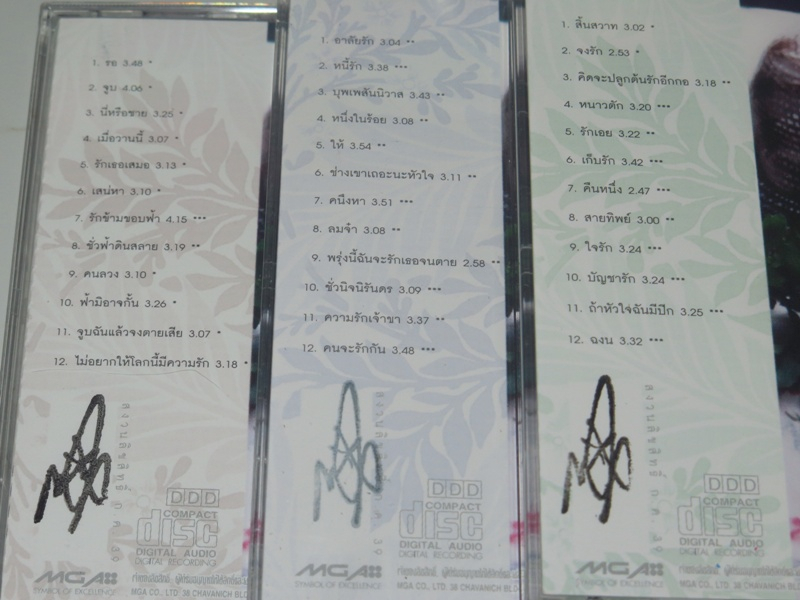 1. รอ 3.48 *
2. จูบ 4.06 *
3. นี่หรือชาย 3.25 *
4. เมื่อวานนี้ 3.07 *
5. รักเธอเสมอ 3.13 *
6. เสน่หา 3.10 *
7. รักข้ามขอบฟ้า 4.15 ***
8. ชั่วฟ้าดินสลาย 3.19 **
9. คนลวง 3.10 *
10. ฟ้ามิอาจกั้น 3.26 *
11. จูบฉันแล้วจงตายเสีย 3.07 *
12. ไม่อยากให้โลกนี้มีความรัก 3.18 *
DDD
COMPACT
disc
DIGITAL AUDIO
DIGITAL RECORDING
MGA
SYMBOL OF EXCELLENCE
MGA CO., LTD. 38 CHAVANICH BLD
1. อาลัยรัก 3.04 **
2. หนี้รัก 3.38 ***
3. บุพเพสันนิวาส 3.43 **
4. หนึ่งในร้อย 3.08 **
5. ให้ 3.54 **
6. ช่างเขาเถอะนะหัวใจ 3.11 **
7. คนึงหา 3.51 ***
8. ลมจ๋า 3.08 **
9. พรุ่งนี้ฉันจะรักเธอจนตาย 2.58 **
10. ชั่วนิจนิรันดร 3.09 ***
11. ความรักเจ้าขา 3.37 **
12. คนจะรักกัน 3.48 ***
DDD
COMPACT
disc
DIGITAL AUDIO
DIGITAL RECORDING
MGA
SYMBOL OF EXCELLENCE
MGA CO., LTD. 38 CHAVANICH BLD
1. สิ้นสวาท 3.02 *
2. จงรัก 2.53 *
3. คิดจะปลูกต้นรักอีกกอ 3.18 **
4. หนาวตัก 3.20 ***
5. รักเอย 3.22 **
6. เก็บรัก 3.42 ***
7. คืนหนึ่ง 2.47 ***
8. สายทิพย์ 3.00 **
9. ใจรัก 3.24 ***
10. บัญชารัก 3.24 ***
11. ถ้าหัวใจฉันมีปีก 3.25 ***
12. ฉงน 3.32 ***
DDD
COMPACT
disc
DIGITAL AUDIO
DIGITAL RECORDING
MGA
SYMBOL OF EXCELLENCE
MGA CO., LTD. 38 CHAVANICH BLD